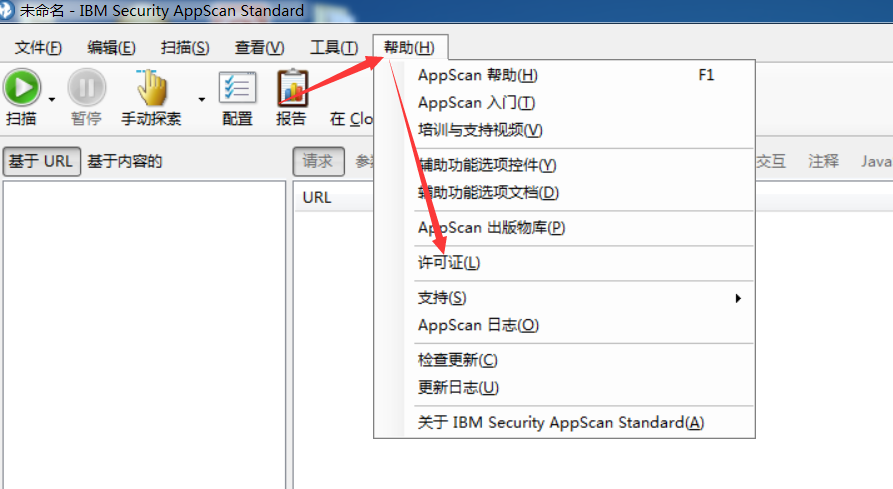 未命名 - IBM Security AppScan Standard
文件(F) 编辑(E) 扫描(S) 查看(V) 工具(T) 帮助(H)
扫描 暂停 手动探索 配置 报告 在 Clo
基于 URL 基于内容的 请求 交互 注释 Java
URL
AppScan 帮助(H) F1
AppScan 入门(T)
培训与支持视频(V)
辅助功能选项控件(Y)
辅助功能选项文档(D)
AppScan 出版物库(P)
许可证(L)
支持(S)
AppScan 日志(O)
检查更新(C)
更新日志(U)
关于 IBM Security AppScan Standard(A)